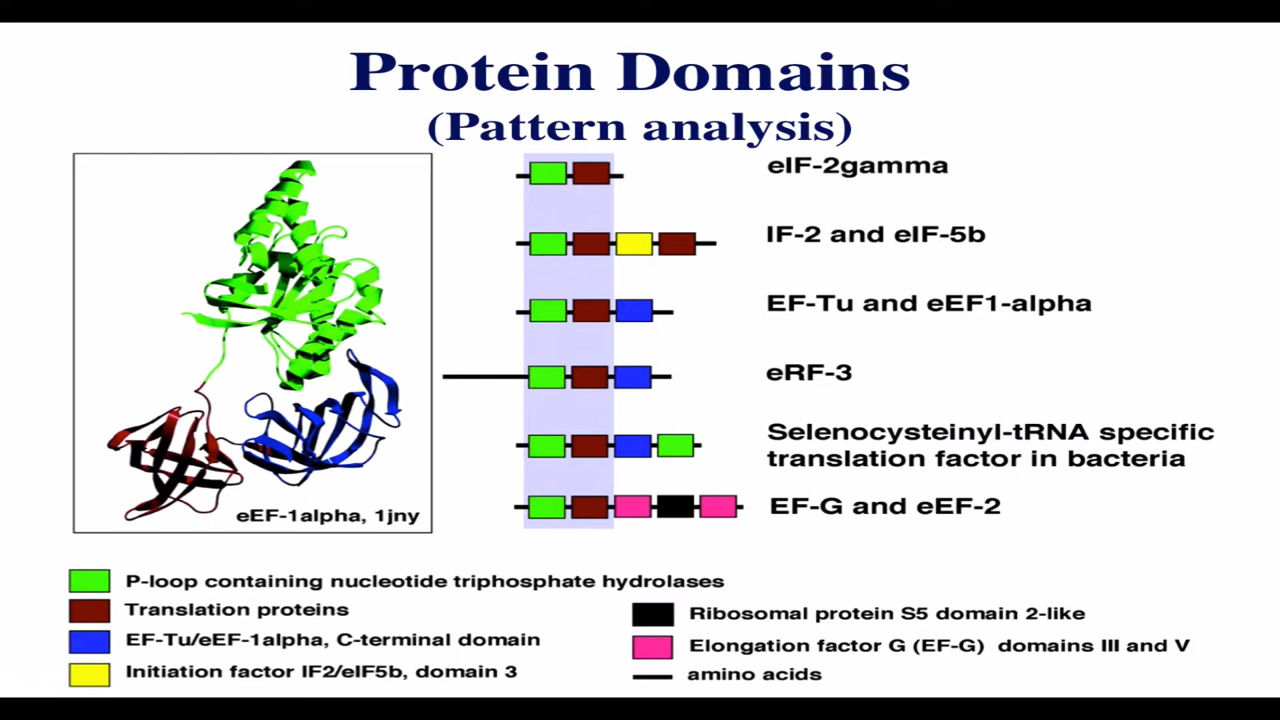 Protein Domains
(Pattern analysis)
eIF-2gamma
IF-2 and eIF-5b
EF-Tu and eEF1-alpha
eRF-3
Selenocysteinyl-tRNA specific
translation factor in bacteria
EF-G and eEF-2
eEF-1alpha, 1jny
P-loop containing nucleotide triphosphate hydrolases
Translation proteins
EF-Tu/eEF-1alpha, C-terminal domain
Initiation factor IF2/eIF5b, domain 3
Ribosomal protein S5 domain 2-like
Elongation factor G (EF-G) domains III and V
amino acids